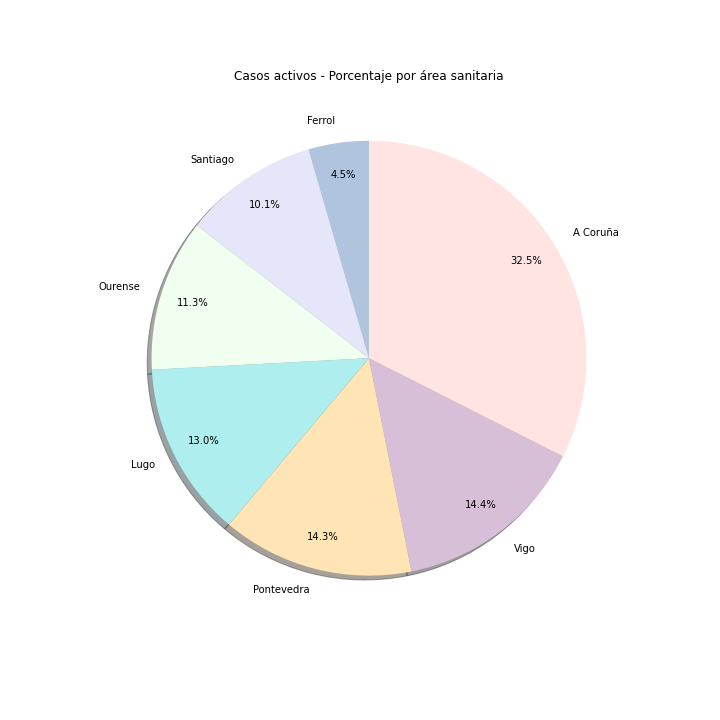 Casos activos - Porcentaje por área sanitaria
Ferrol
4.5%
Santiago
10.1%
Ourense
11.3%
Lugo
13.0%
Pontevedra
14.3%
Vigo
14.4%
A Coruña
32.5%